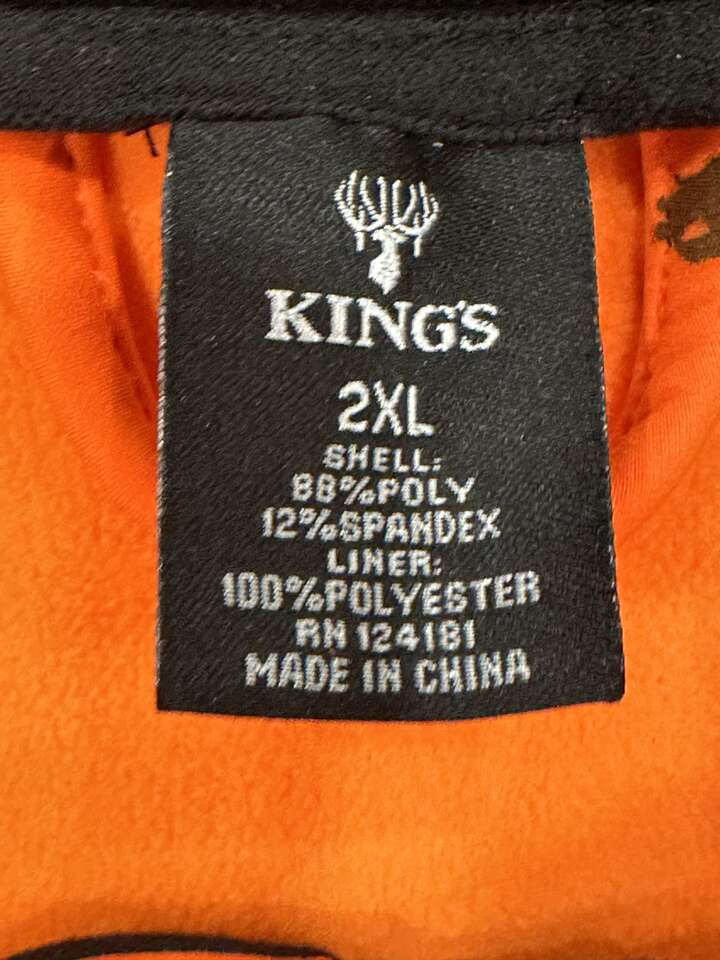 KING'S
2XL
SHELL:
88%POLY
12%SPANDEX
LINER:
100%POLYESTER
RN 124181
MADE IN CHINA